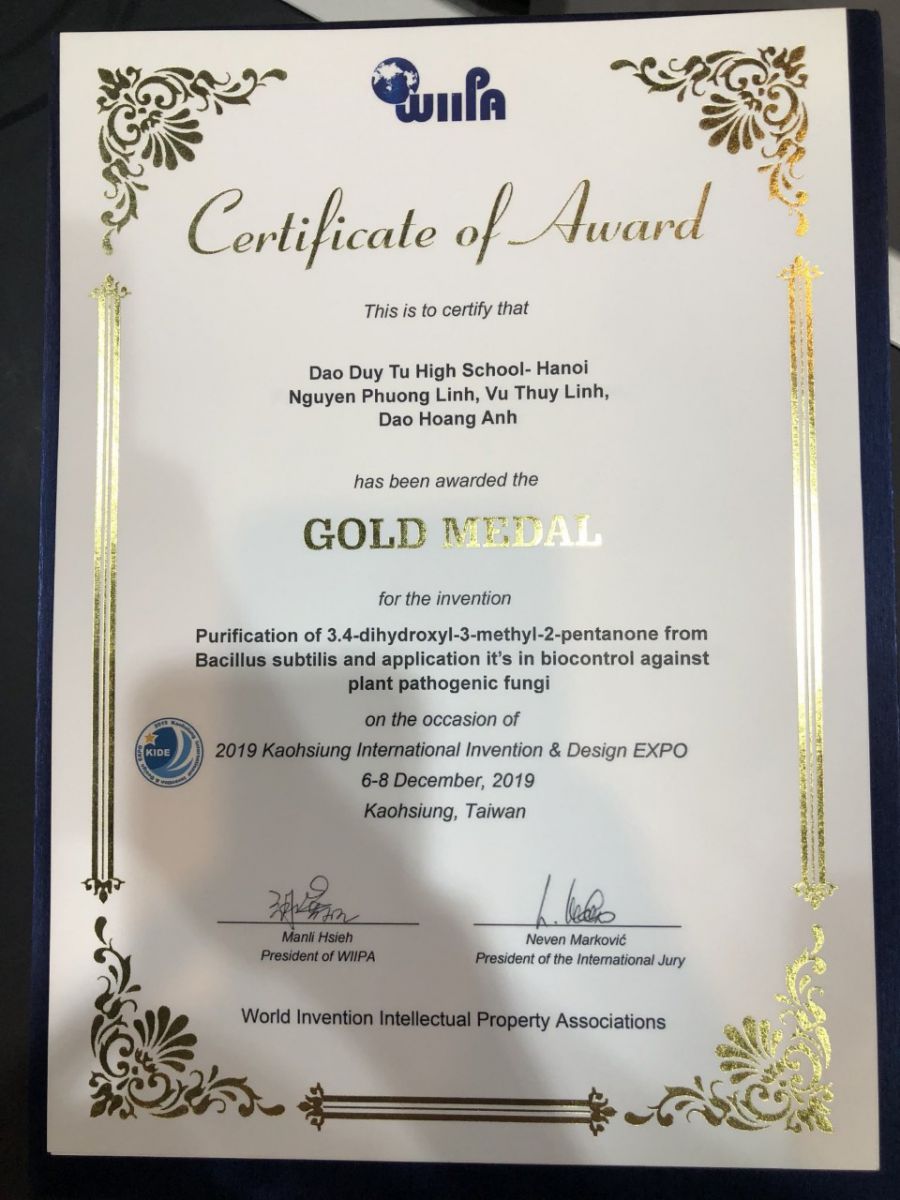 WIIPA
Certificate of Award
This is to certify that
Dao Duy Tu High School- Hanoi
Nguyen Phuong Linh, Vu Thuy Linh,
Dao Hoang Anh
has been awarded the
GOLD MEDAL
for the invention
Purification of 3.4-dihydroxyl-3-methyl-2-pentanone from
Bacillus subtilis and application it's in biocontrol against
plant pathogenic fungi
on the occasion of
KIDE
2019 Kaohsiung International Invention & Design EXPO
6-8 December, 2019
Kaohsiung, Taiwan
Manli Hsieh
President of WIIPA
Neven Marković
President of the International Jury
World Invention Intellectual Property Associations